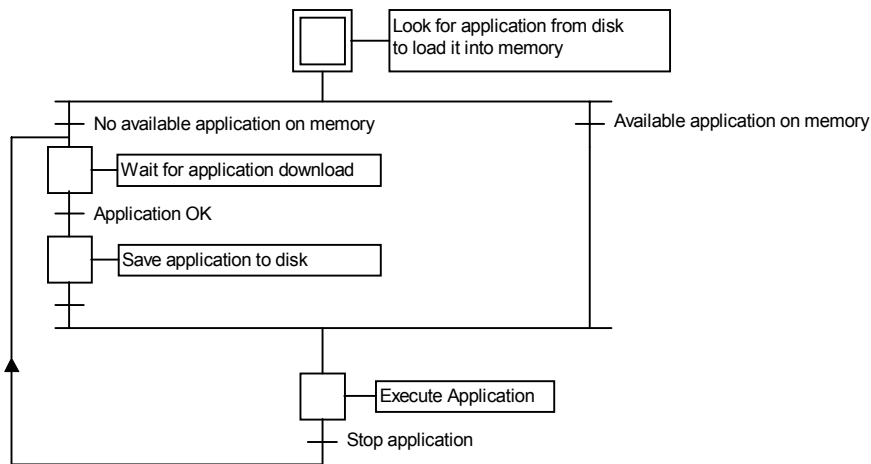 Look for application from disk
to load it into memory
No available application on memory
Available application on memory
Wait for application download
Application OK
Save application to disk
Execute Application
Stop application